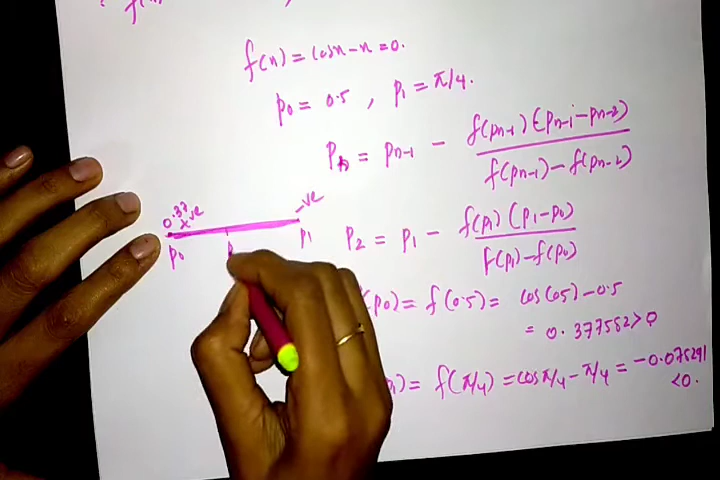 f(x) = cosx - x = 0.
p0 = 0.5 , p1 = π/4.
Pn = pn-1 - f(pn-1) (pn-1 - pn-2) / f(pn-1) - f(pn-2)
0.37
+ve
-ve
p0
p1
P2 = p1 - f(p1) (p1 - p0) / f(p1) - f(p0)
(p0) = f(0.5) = cos(0.5) - 0.5
= 0.377582 > 0
) = f(π/4) = cos π/4 - π/4 = -0.078291
< 0.